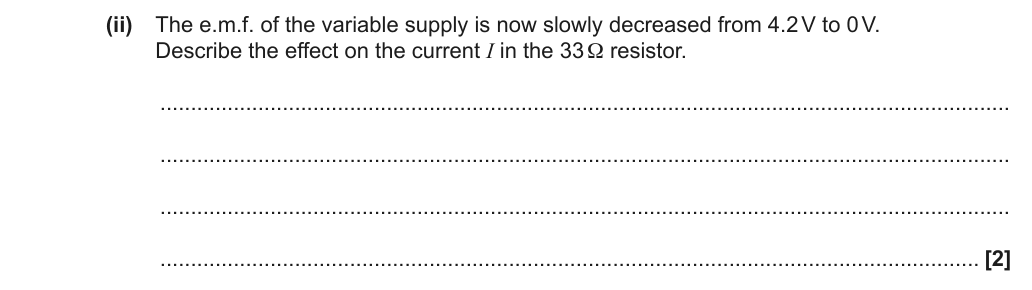 (ii) The e.m.f. of the variable supply is now slowly decreased from 4.2 V to 0 V.
Describe the effect on the current I in the 33 Ω resistor.
................................................................................
................................................................................
................................................................................
................................................................................ [2]